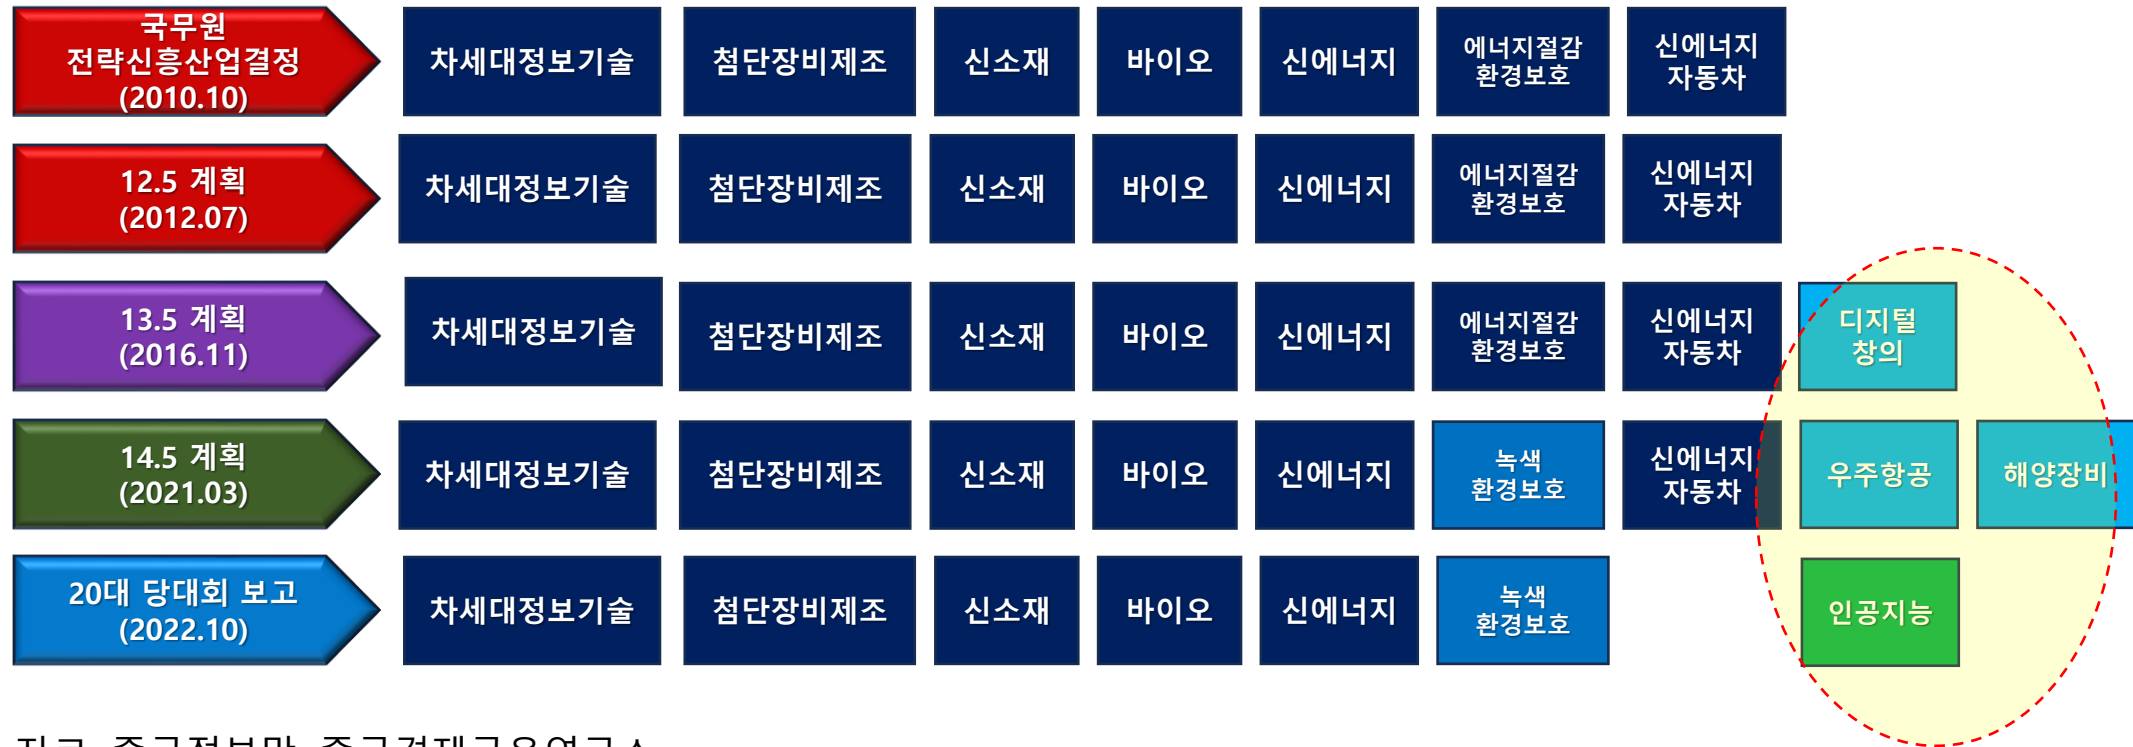 국무원
전략신흥산업결정
(2010.10)
차세대정보기술
첨단장비제조
신소재
바이오
신에너지
에너지절감
환경보호
신에너지
자동차
12.5 계획
(2012.07)
차세대정보기술
첨단장비제조
신소재
바이오
신에너지
에너지절감
환경보호
신에너지
자동차
13.5 계획
(2016.11)
차세대정보기술
첨단장비제조
신소재
바이오
신에너지
에너지절감
환경보호
신에너지
자동차
디지털
창의
14.5 계획
(2021.03)
차세대정보기술
첨단장비제조
신소재
바이오
신에너지
녹색
환경보호
신에너지
자동차
우주항공
해양장비
20대 당대회 보고
(2022.10)
차세대정보기술
첨단장비제조
신소재
바이오
신에너지
녹색
환경보호
인공지능